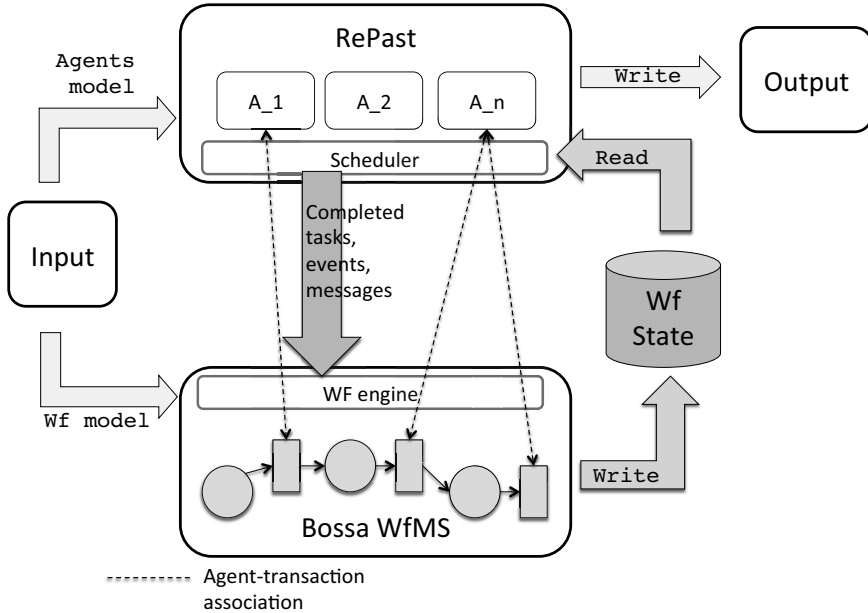 RePast
Agents
model
A_1
A_2
A_n
Write
Output
Scheduler
Read
Completed
tasks,
events,
messages
Input
Wf
State
WF engine
Wf model
Write
Bossa WfMS
Agent-transaction
association